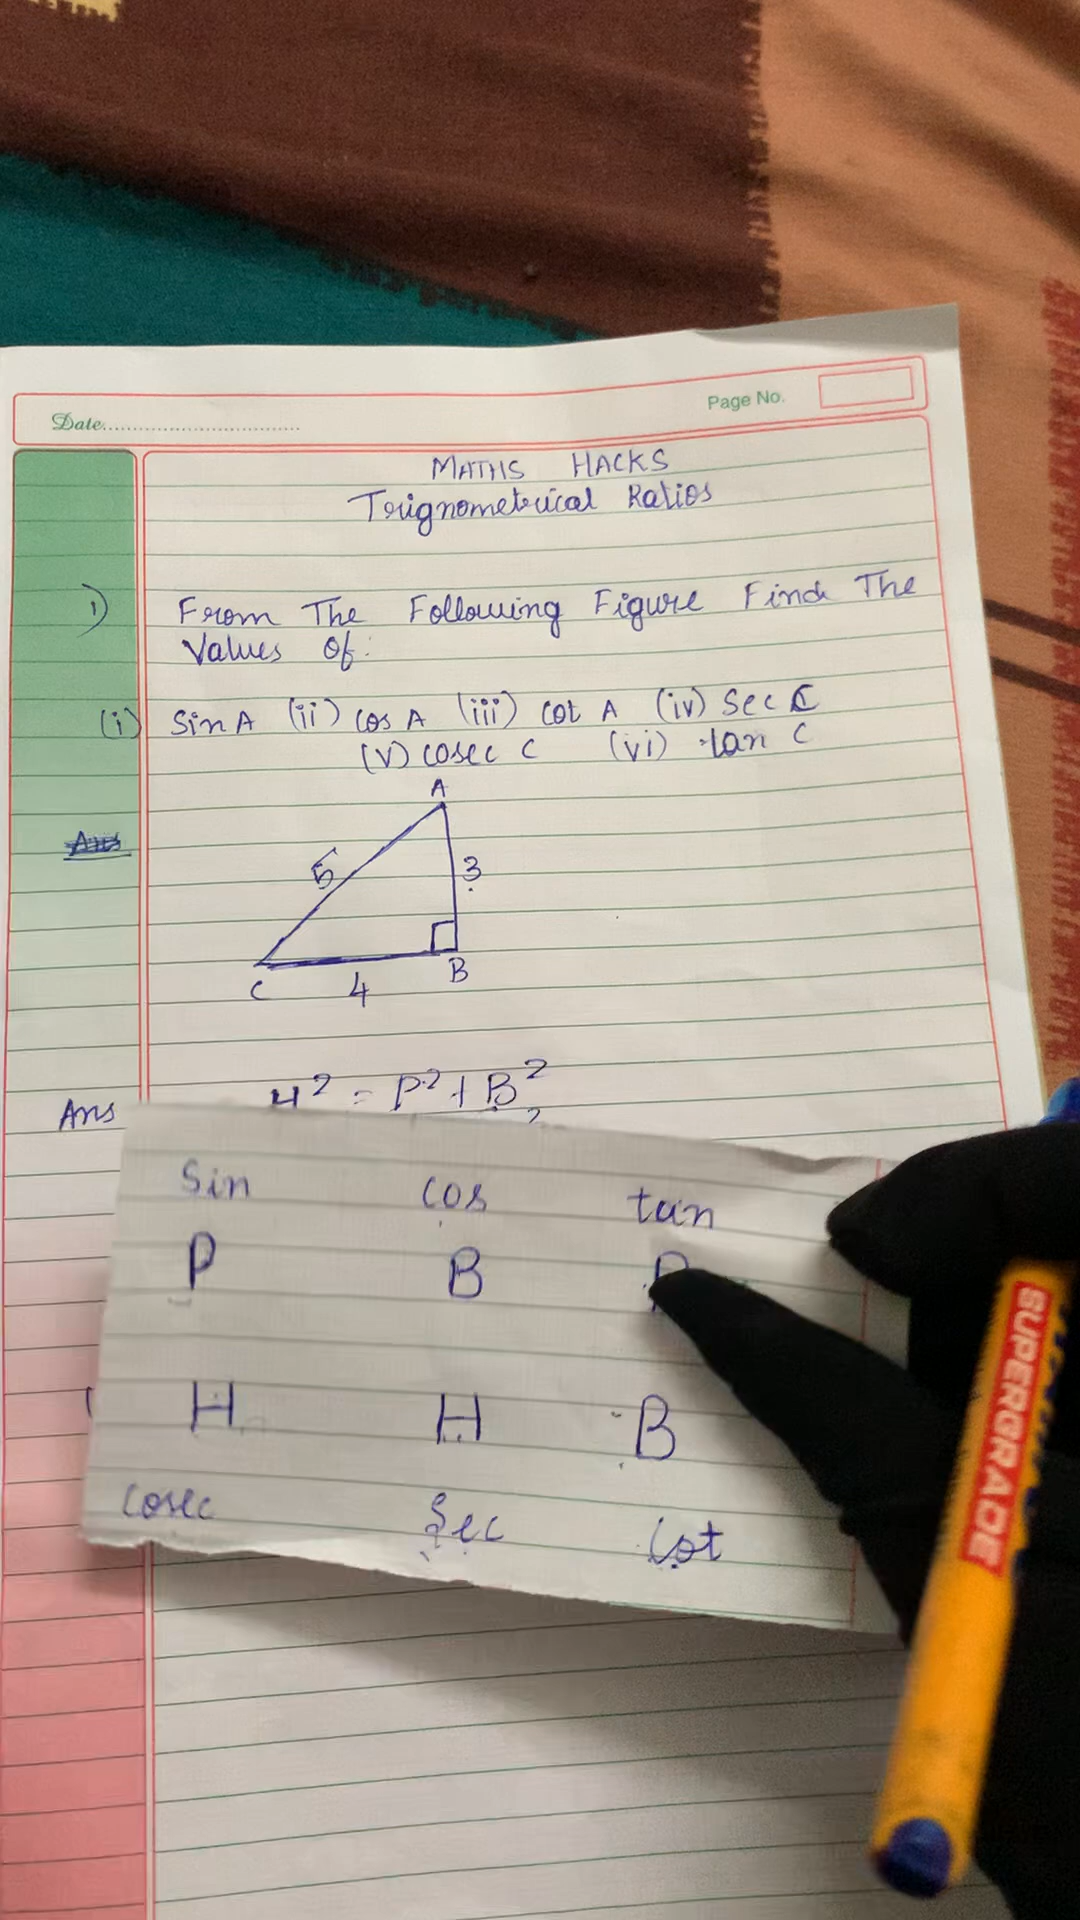 Date
Page No.
MATHS HACKS
Trignometrical Ratios
1) From The Following Figure Find The
Values Of:
(i) Sin A (ii) cos A (iii) cot A (iv) Sec C
(v) cosec C (vi) tan C
A
Ans
5 3
C 4 B
Ans H² = P² + B²
2
Sin cos tan
P B P
H H B
Cosec Sec Cot
SUPERGRADE